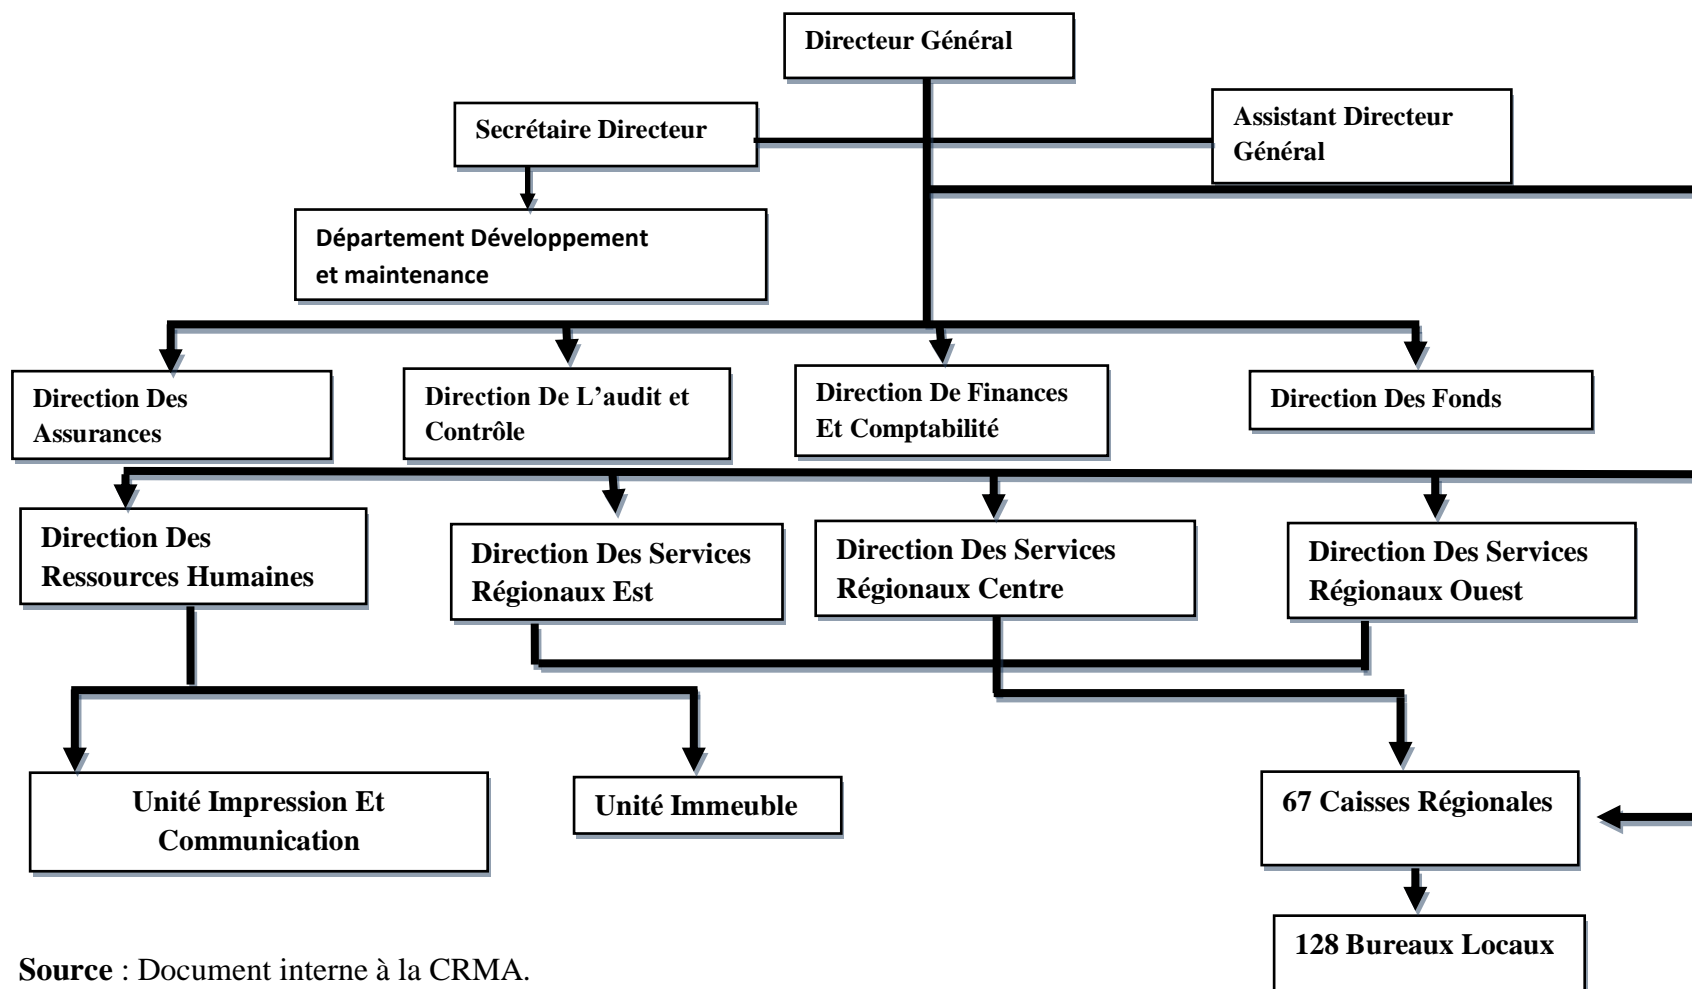 Directeur Général
Secrétaire Directeur
Assistant Directeur
Général
Département Développement
et maintenance
Direction Des
Assurances
Direction De L'audit et
Contrôle
Direction De Finances
Et Comptabilité
Direction Des Fonds
Direction Des
Ressources Humaines
Direction Des Services
Régionaux Est
Direction Des Services
Régionaux Centre
Direction Des Services
Régionaux Ouest
Unité Impression Et
Communication
Unité Immeuble
67 Caisses Régionales
128 Bureaux Locaux
Source : Document interne à la CRMA.